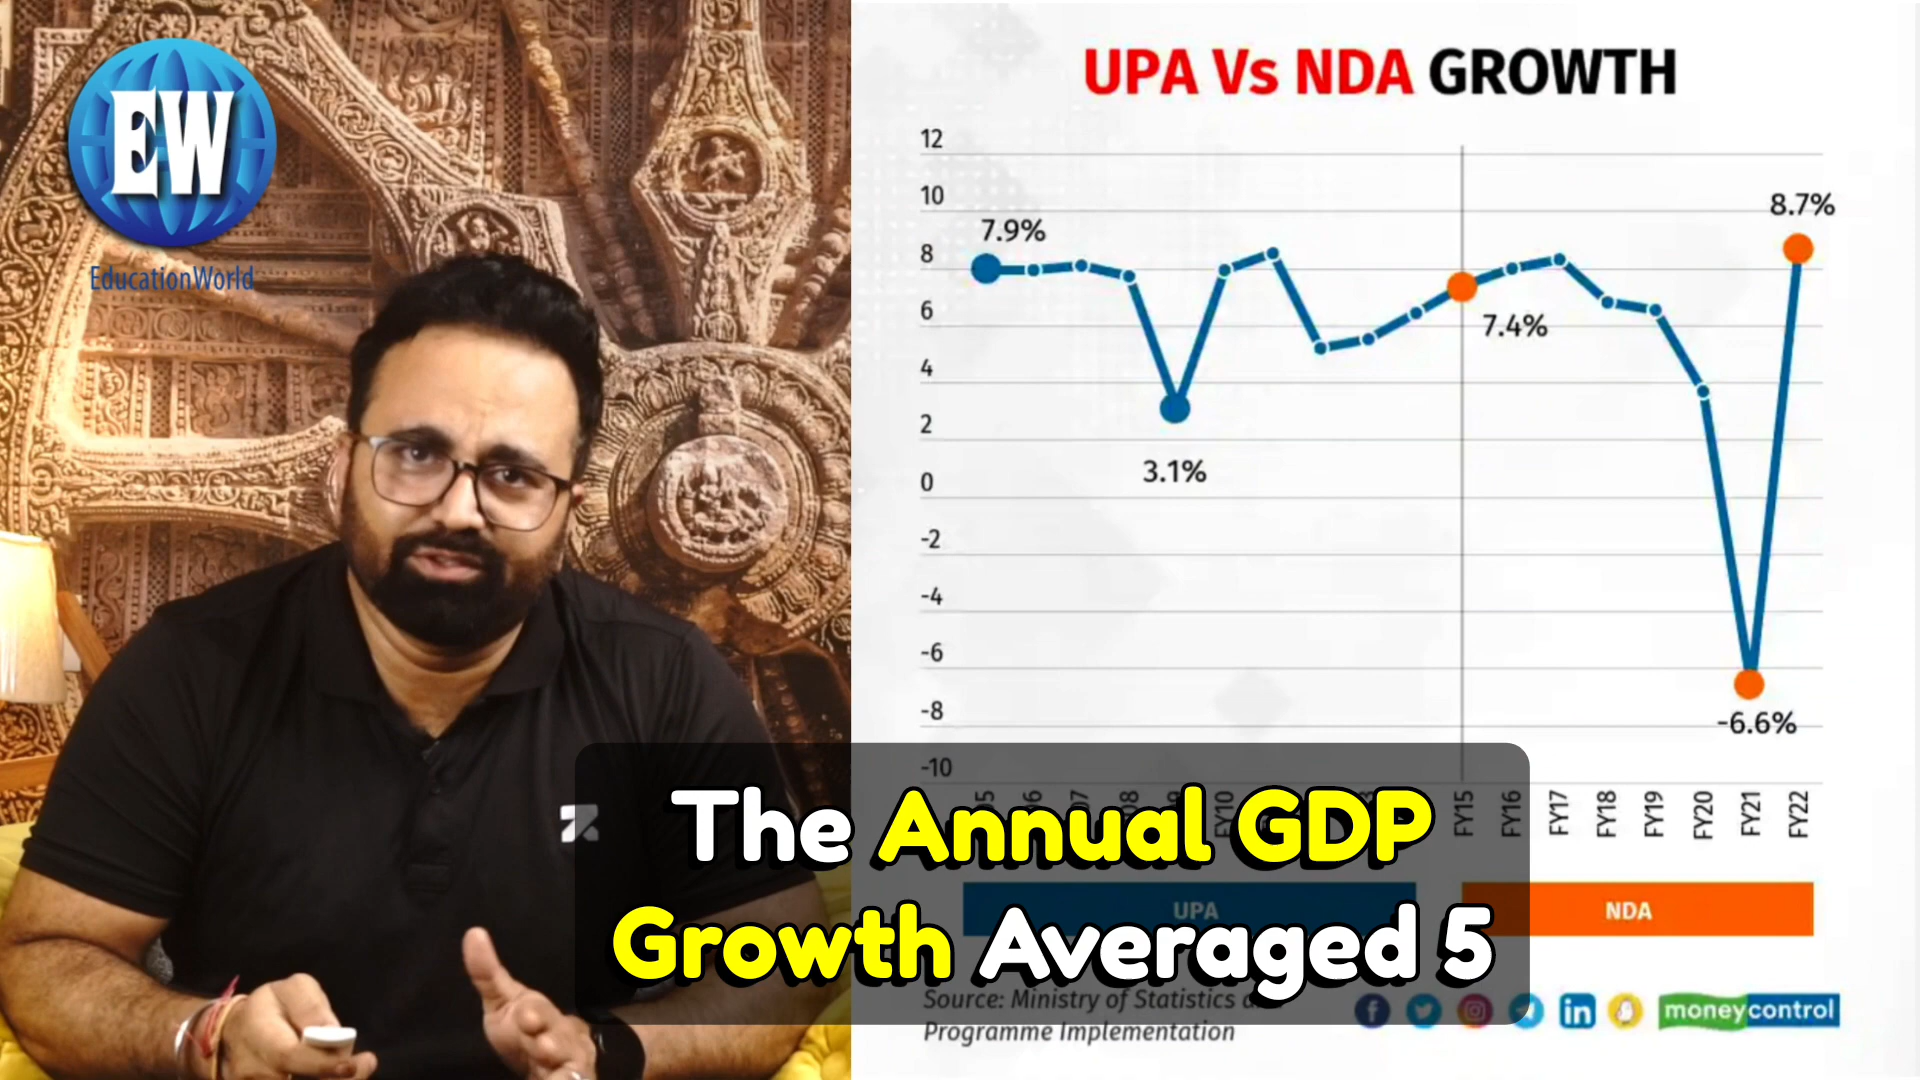 EW
EducationWorld
UPA Vs NDA GROWTH
12
10
8
6
4
2
0
-2
-4
-6
-8
-10
7.9%
3.1%
7.4%
8.7%
-6.6%
FY10
FY15
FY16
FY17
FY18
FY19
FY20
FY21
FY22
UPA
NDA
The Annual GDP
Growth Averaged 5
Source: Ministry of Statistics
Programme Implementation
moneycontrol